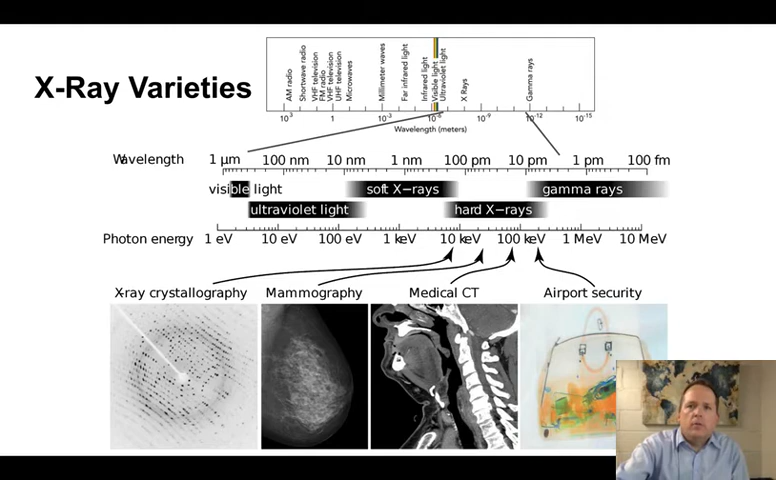 X-Ray Varieties
AM radio
Shortwave radio
VHF television
FM radio
VHF television
UHF television
Microwaves
Millimeter waves
Far infrared light
Infrared light
Visible light
Ultraviolet light
X Rays
Gamma rays
10³ 1 10⁻³ 10⁻⁶ 10⁻⁹ 10⁻¹² 10⁻¹⁵
Wavelength (meters)
Wavelength 1 µm 100 nm 10 nm 1 nm 100 pm 10 pm 1 pm 100 fm
visible light soft X−rays gamma rays
ultraviolet light hard X−rays
Photon energy 1 eV 10 eV 100 eV 1 keV 10 keV 100 keV 1 MeV 10 MeV
X-ray crystallography Mammography Medical CT Airport security